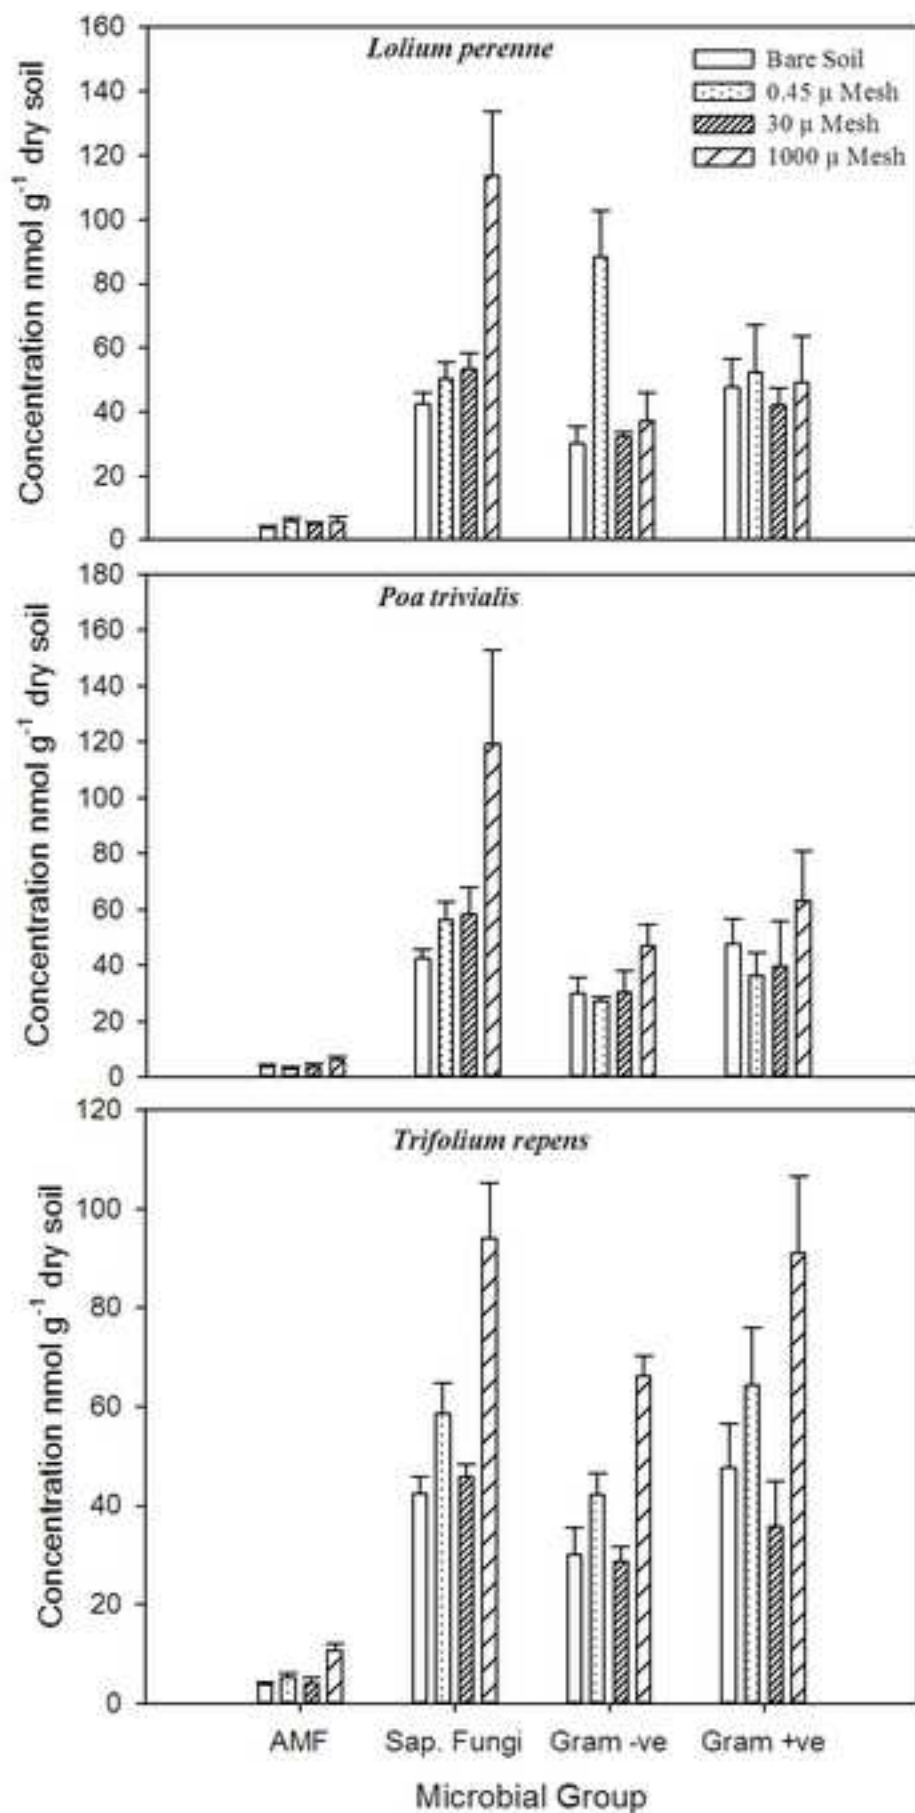 Lolium perenne
Bare Soil
0.45 µ Mesh
30 µ Mesh
1000 µ Mesh
Concentration nmol g⁻¹ dry soil
160
140
120
100
80
60
40
20
0
Poa trivialis
Concentration nmol g⁻¹ dry soil
180
160
140
120
100
80
60
40
20
0
Trifolium repens
Concentration nmol g⁻¹ dry soil
120
100
80
60
40
20
0
AMF Sap. Fungi Gram -ve Gram +ve
Microbial Group